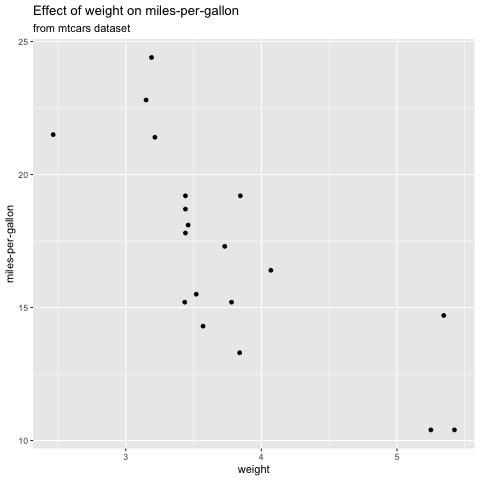 Effect of weight on miles-per-gallon
from mtcars dataset
25
20
15
10
miles-per-gallon
3 4 5
weight